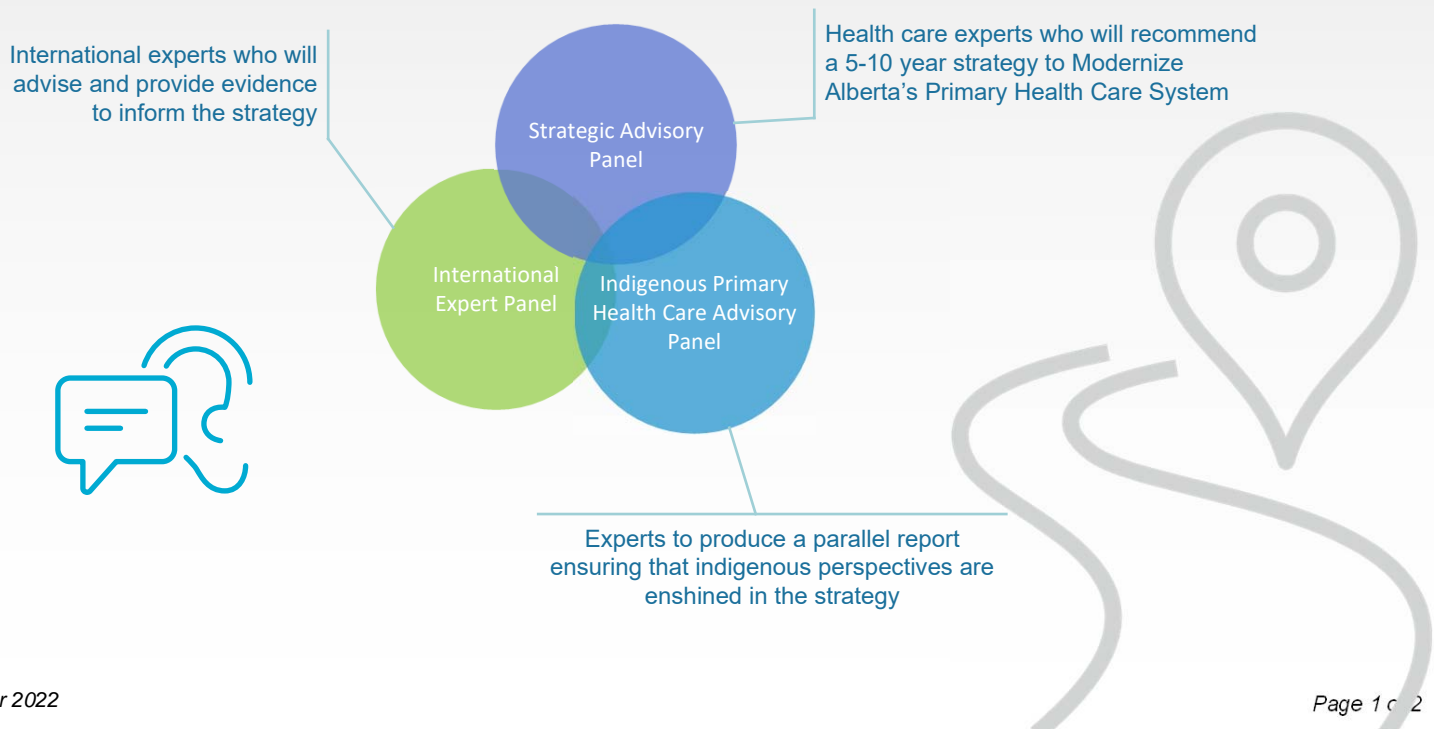 International experts who will
advise and provide evidence
to inform the strategy
Health care experts who will recommend
a 5-10 year strategy to Modernize
Alberta's Primary Health Care System
Strategic Advisory
Panel
International
Expert Panel
Indigenous Primary
Health Care Advisory
Panel
Experts to produce a parallel report
ensuring that indigenous perspectives are
enshined in the strategy
r 2022
Page 1 2